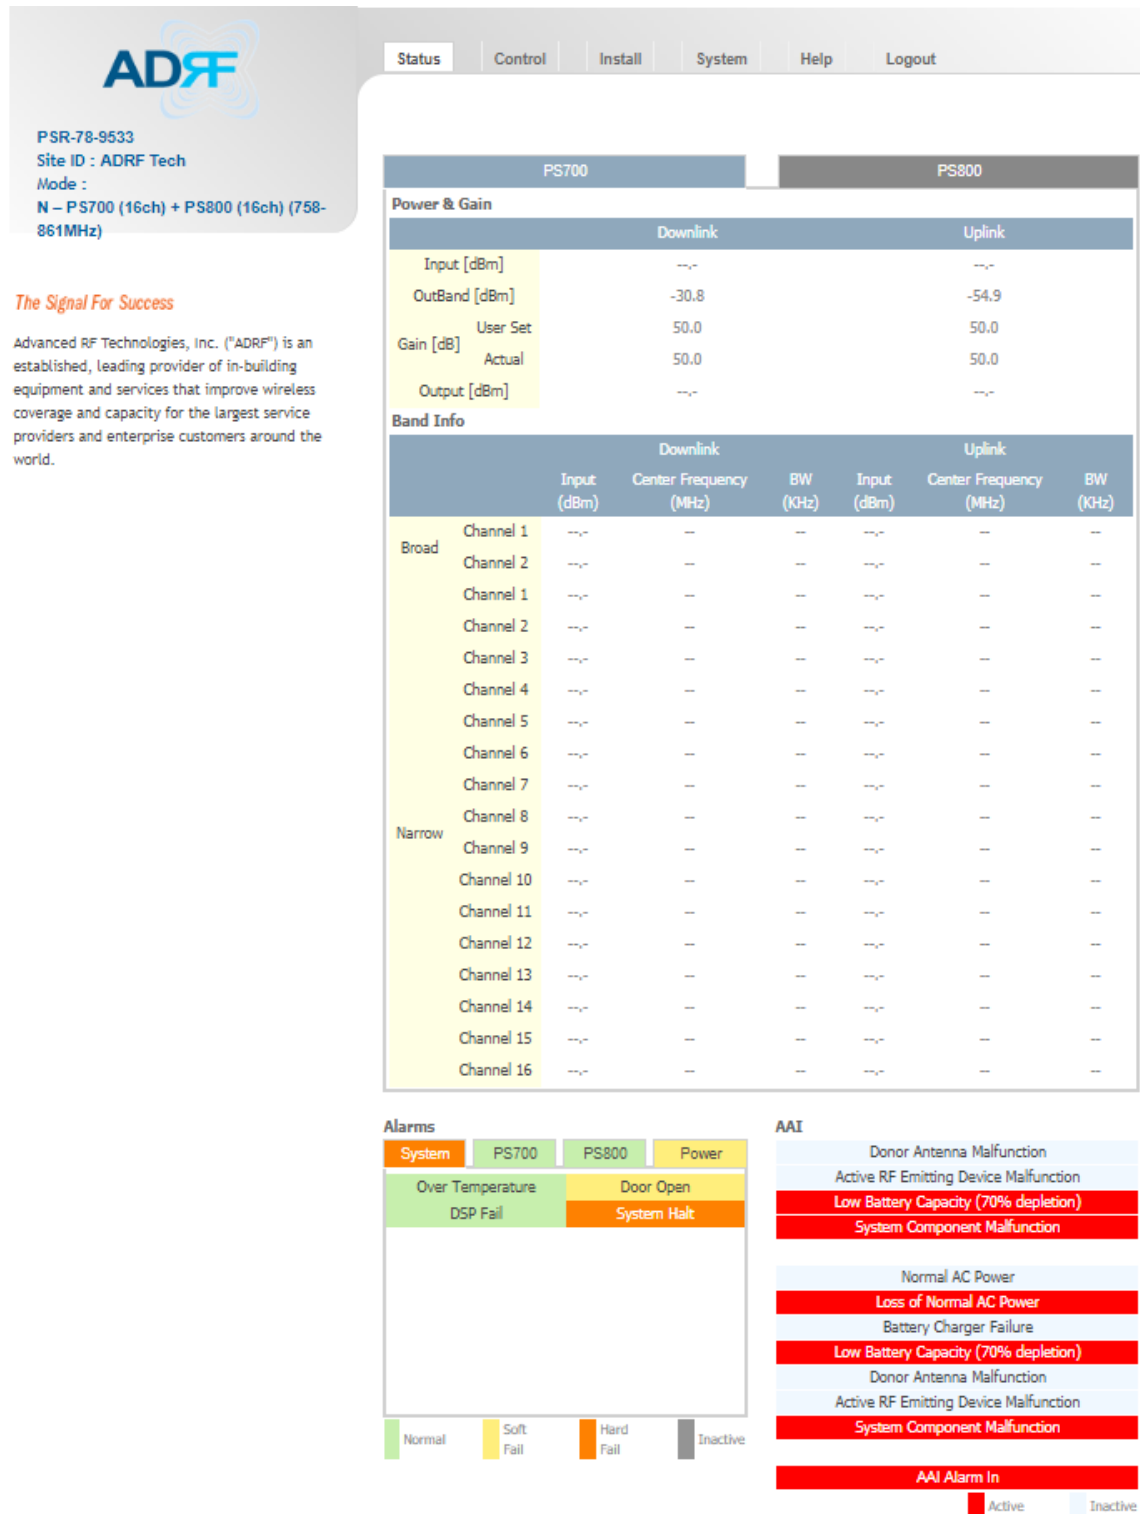 ADRF
PSR-78-9533
Site ID : ADRF Tech
Mode :
N – PS700 (16ch) + PS800 (16ch) (758-
861MHz)
The Signal For Success
Advanced RF Technologies, Inc. ("ADRF") is an
established, leading provider of in-building
equipment and services that improve wireless
coverage and capacity for the largest service
providers and enterprise customers around the
world.
Status Control Install System Help Logout
PS700 PS800
Power & Gain
Downlink Uplink
Input [dBm] --.- --.-
OutBand [dBm] -30.8 -54.9
Gain [dB] User Set 50.0 50.0
Actual 50.0 50.0
Output [dBm] --.- --.-
Band Info
Downlink Uplink
Input Center Frequency BW Input Center Frequency BW
(dBm) (MHz) (KHz) (dBm) (MHz) (KHz)
Broad
Channel 1 --.- -- -- --.- -- --
Channel 2 --.- -- -- --.- -- --
Narrow
Channel 1 --.- -- -- --.- -- --
Channel 2 --.- -- -- --.- -- --
Channel 3 --.- -- -- --.- -- --
Channel 4 --.- -- -- --.- -- --
Channel 5 --.- -- -- --.- -- --
Channel 6 --.- -- -- --.- -- --
Channel 7 --.- -- -- --.- -- --
Channel 8 --.- -- -- --.- -- --
Channel 9 --.- -- -- --.- -- --
Channel 10 --.- -- -- --.- -- --
Channel 11 --.- -- -- --.- -- --
Channel 12 --.- -- -- --.- -- --
Channel 13 --.- -- -- --.- -- --
Channel 14 --.- -- -- --.- -- --
Channel 15 --.- -- -- --.- -- --
Channel 16 --.- -- -- --.- -- --
Alarms
System PS700 PS800 Power
Over Temperature Door Open
DSP Fail System Halt
Normal Soft Fail Hard Fail Inactive
AAI
Donor Antenna Malfunction
Active RF Emitting Device Malfunction
Low Battery Capacity (70% depletion)
System Component Malfunction
Normal AC Power
Loss of Normal AC Power
Battery Charger Failure
Low Battery Capacity (70% depletion)
Donor Antenna Malfunction
Active RF Emitting Device Malfunction
System Component Malfunction
AAI Alarm In
Active Inactive